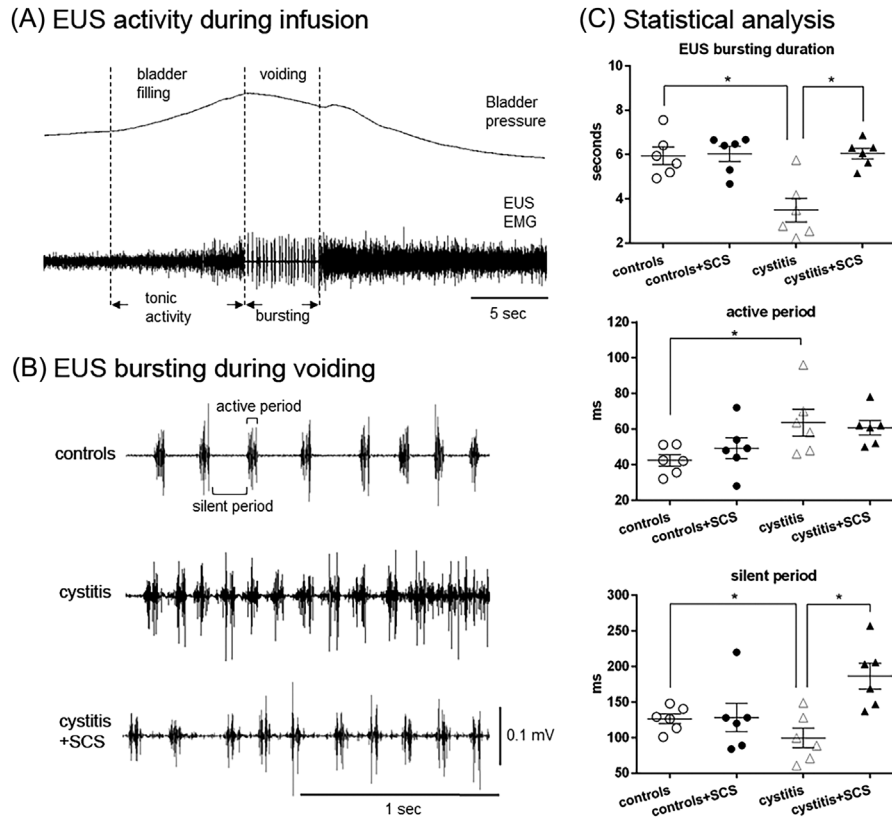 (A) EUS activity during infusion
bladder
filling
voiding
Bladder
pressure
EUS
EMG
tonic
activity
bursting
5 sec
(B) EUS bursting during voiding
active period
controls
silent period
cystitis
cystitis
+SCS
0.1 mV
1 sec
(C) Statistical analysis
EUS bursting duration
*
*
10
8
6
4
2
seconds
controls
controls+SCS
cystitis
cystitis+SCS
active period
*
120
100
80
60
40
20
ms
controls
controls+SCS
cystitis
cystitis+SCS
silent period
*
*
300
250
200
150
100
50
ms
controls
controls+SCS
cystitis
cystitis+SCS